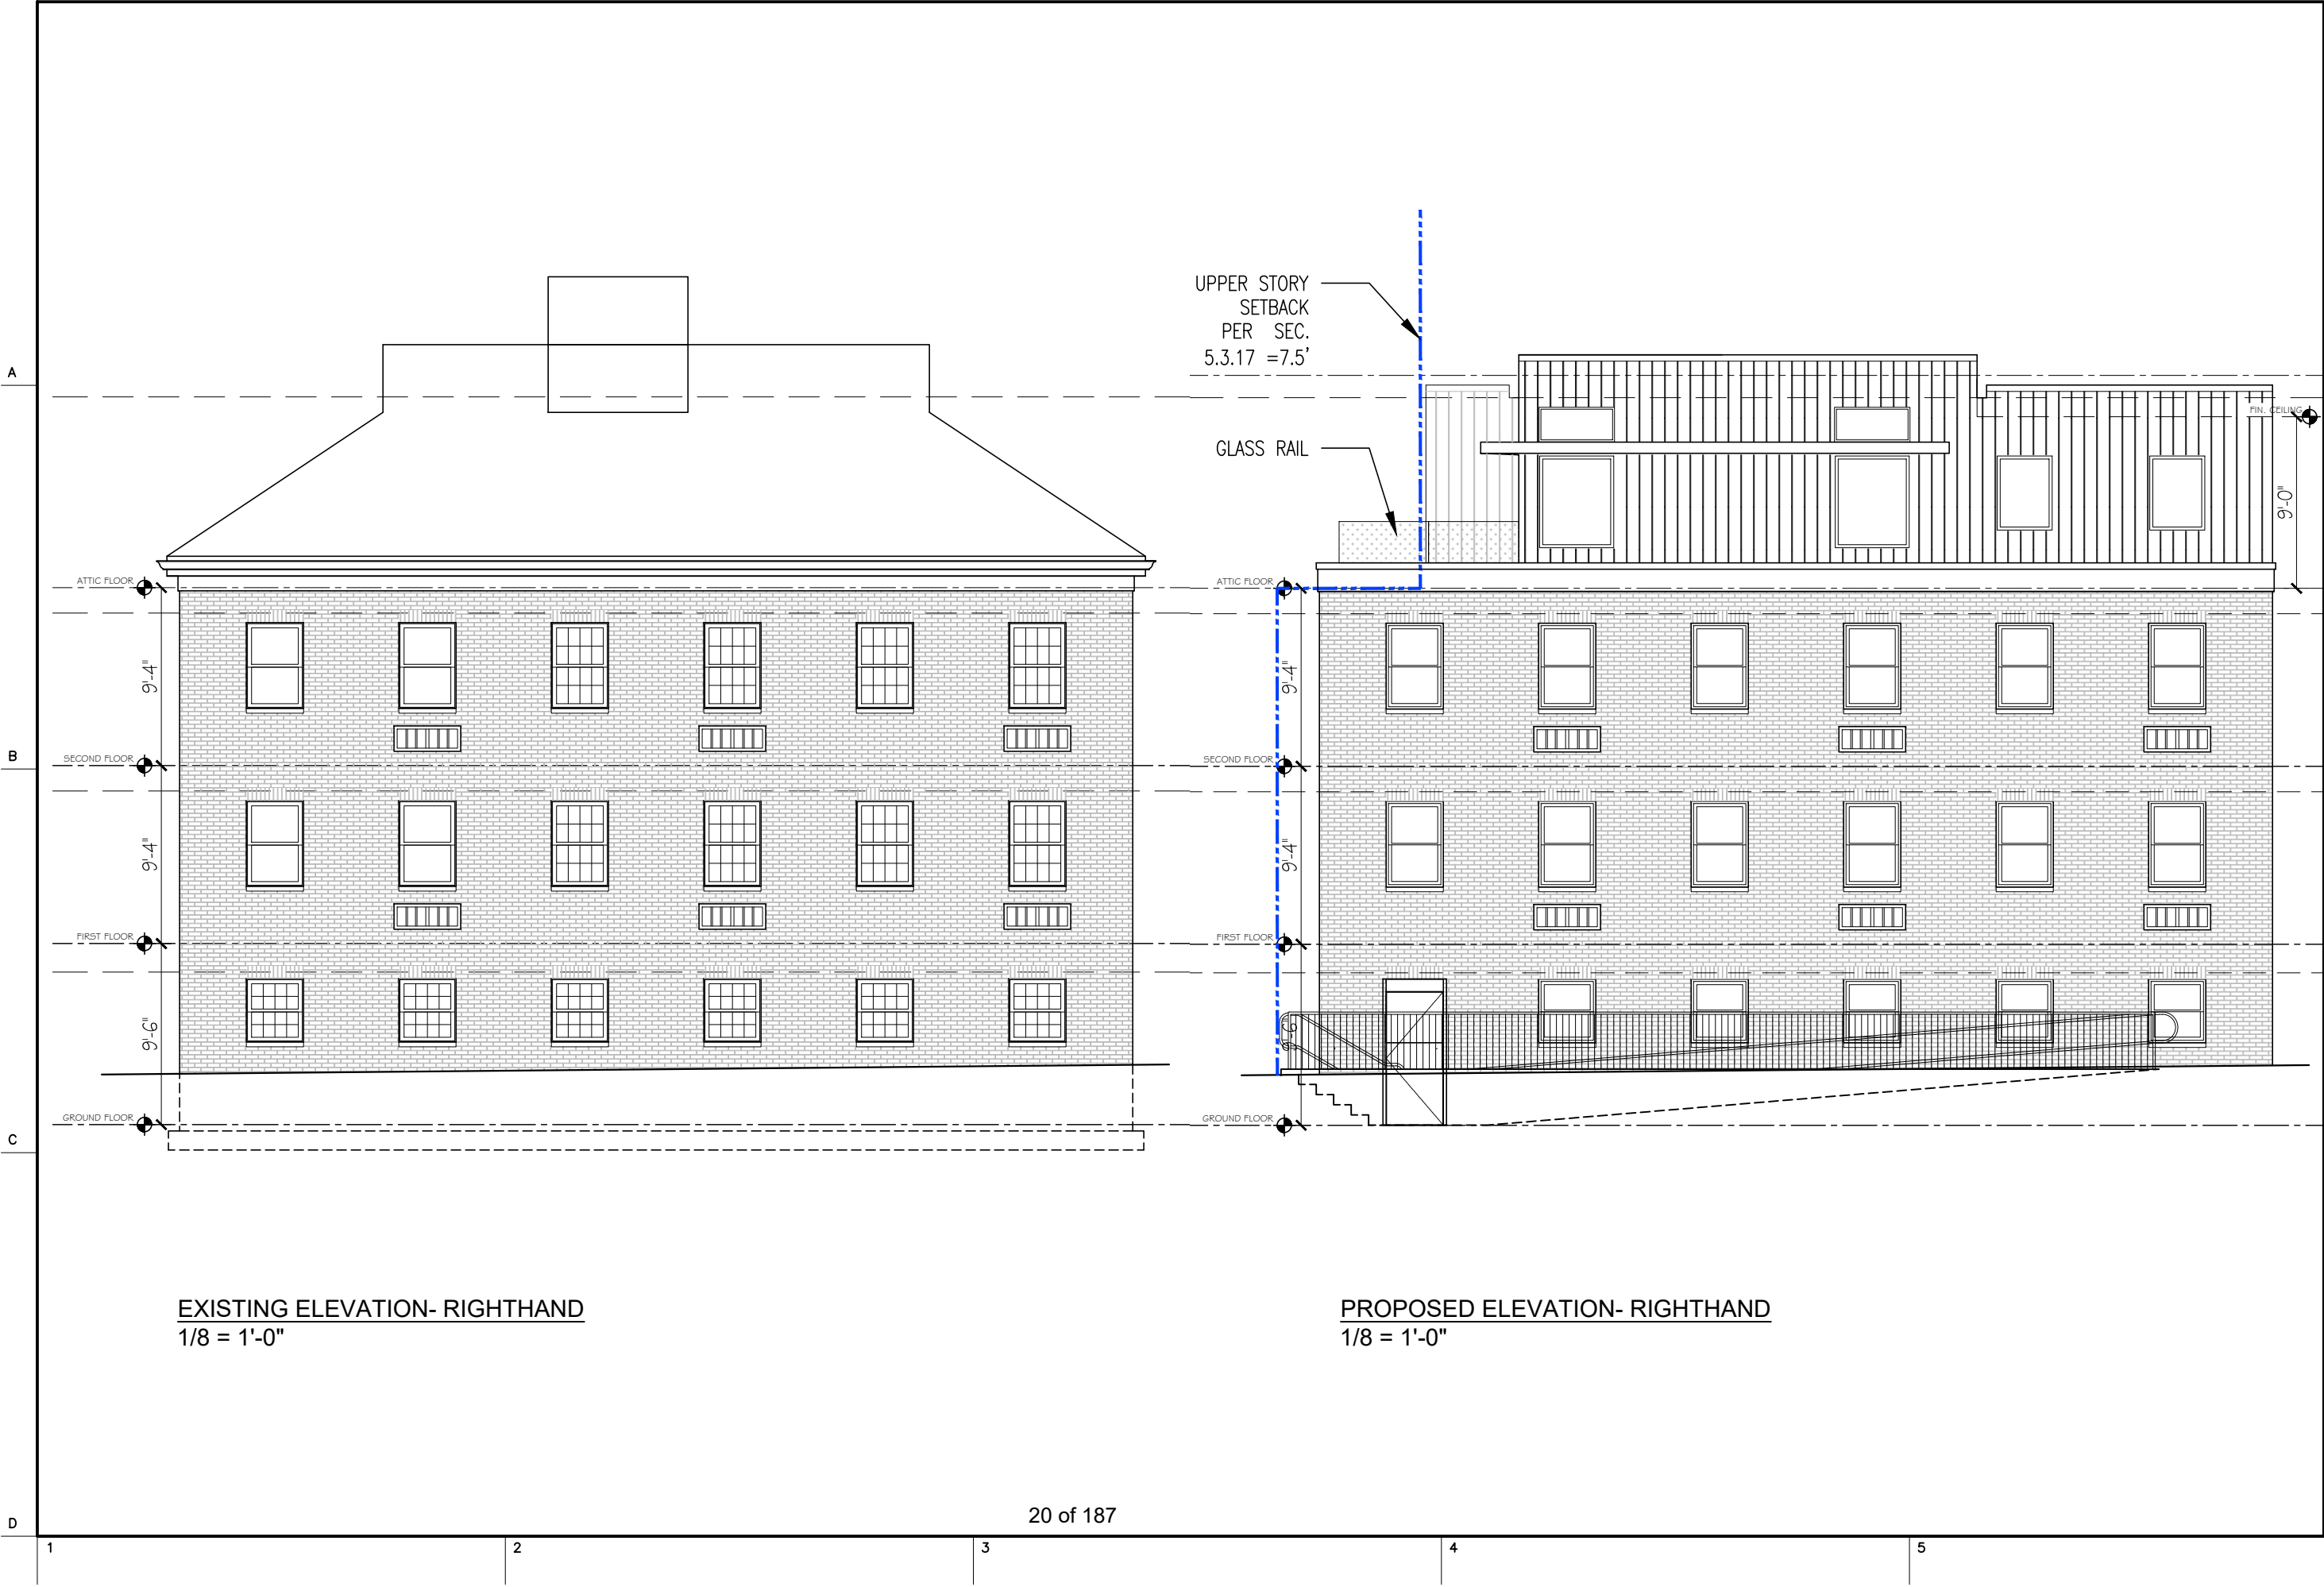 UPPER STORY
SETBACK
PER SEC.
5.3.17 =7.5'
GLASS RAIL
A
B
C
D
FIN. CEILING
9'-0"
ATTIC FLOOR
9'-4"
SECOND FLOOR
9'-4"
FIRST FLOOR
9'-6"
GROUND FLOOR
ATTIC FLOOR
9'-4"
SECOND FLOOR
9'-4"
FIRST FLOOR
9'-6"
GROUND FLOOR
EXISTING ELEVATION- RIGHTHAND
1/8 = 1'-0"
PROPOSED ELEVATION- RIGHTHAND
1/8 = 1'-0"
20 of 187
1
2
3
4
5